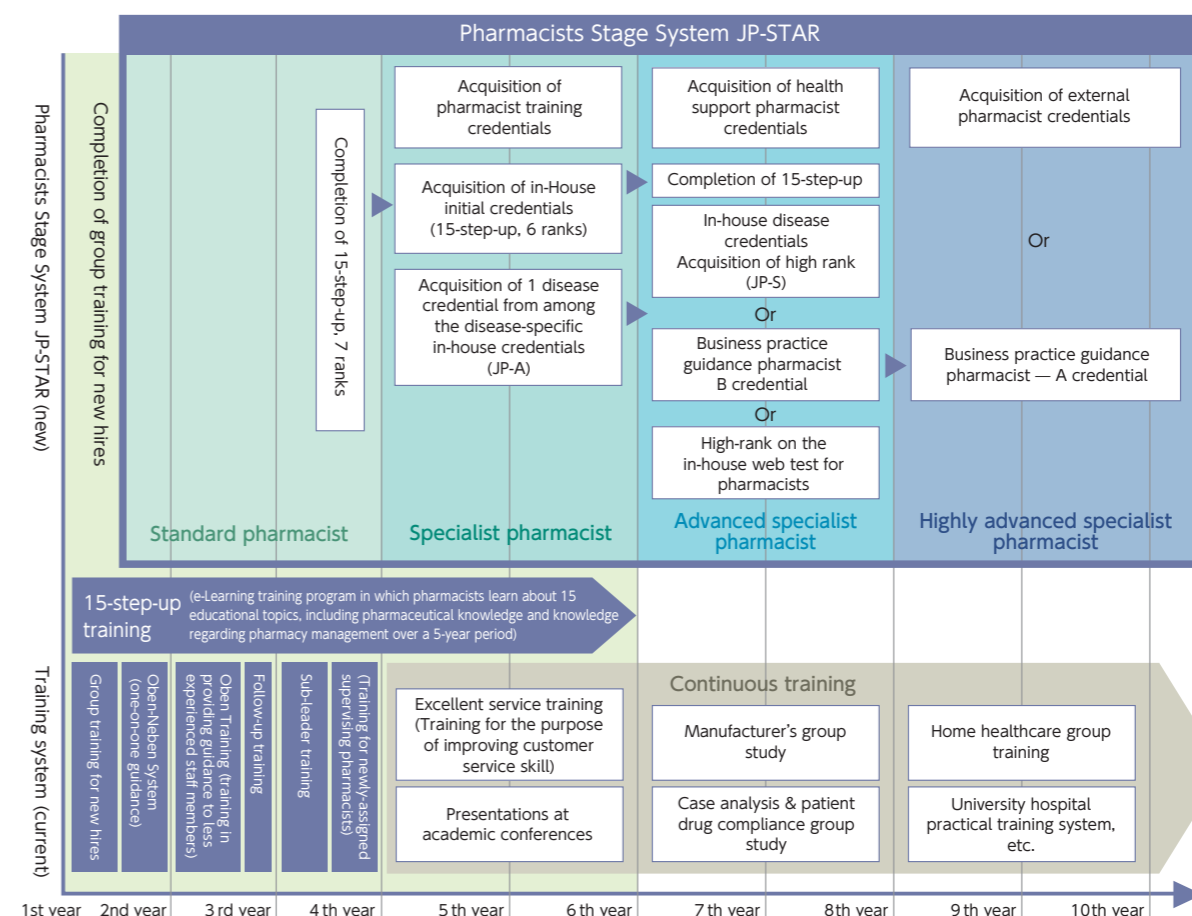 Pharmacists Stage System JP-STAR
Pharmacists Stage System JP-STAR (new)
Completion of group training for new hires
Completion of 15-step-up, 7 ranks
Acquisition of
pharmacist training
credentials
Acquisition of in-House
initial credentials
(15-step-up, 6 ranks)
Acquisition of 1 disease
credential from among
the disease-specific
in-house credentials
(JP-A)
Acquisition of health
support pharmacist
credentials
Completion of 15-step-up
In-house disease
credentials
Acquisition of high rank
(JP-S)
Or
Business practice
guidance pharmacist
B credential
Or
High-rank on the
in-house web test for
pharmacists
Acquisition of external
pharmacist credentials
Or
Business practice guidance
pharmacist — A credential
Standard pharmacist
Specialist pharmacist
Advanced specialist
pharmacist
Highly advanced specialist
pharmacist
15-step-up
training
(e-Learning training program in which pharmacists learn about 15
educational topics, including pharmaceutical knowledge and knowledge
regarding pharmacy management over a 5-year period)
Training system (current)
Group training for new hires
Oben-Neben System
(one-on-one guidance)
Oben Training (training in
providing guidance to less
experienced staff members)
Follow-up training
Sub-leader training
(Training for newly-assigned
supervising pharmacists)
Continuous training
Excellent service training
(Training for the purpose
of improving customer
service skill)
Presentations at
academic conferences
Manufacturer's group
study
Case analysis & patient
drug compliance group
study
Home healthcare group
training
University hospital
practical training system,
etc.
1st year
2nd year
3rd year
4th year
5th year
6th year
7th year
8th year
9th year
10th year